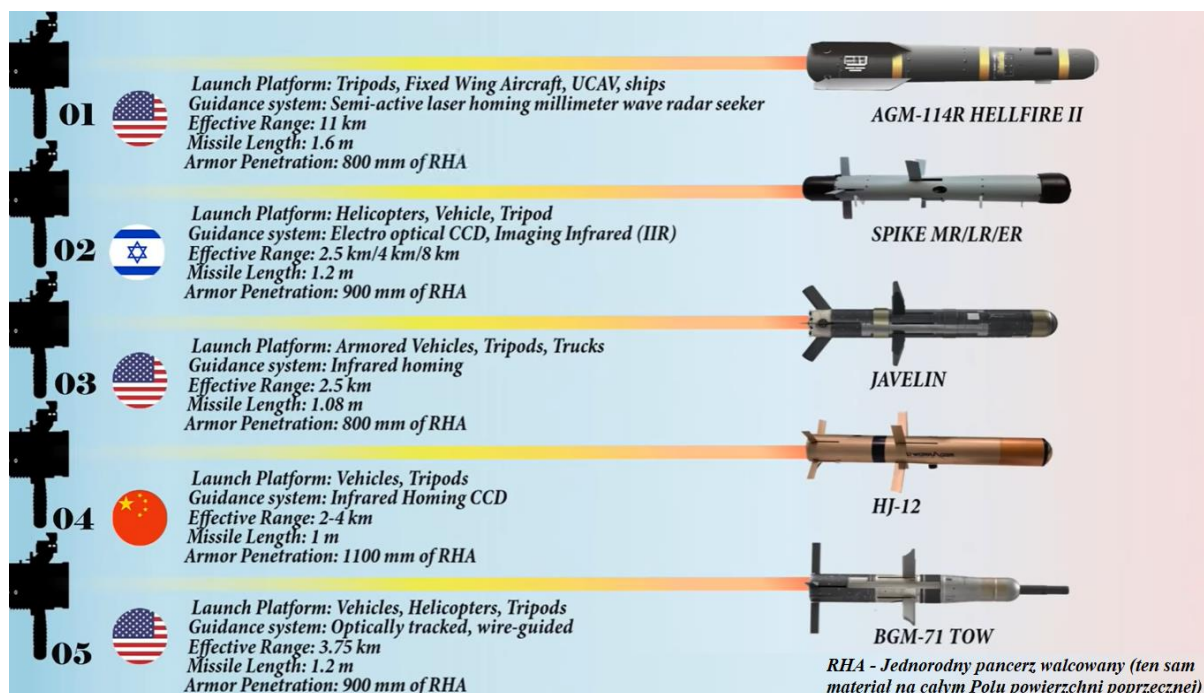 01
Launch Platform: Tripods, Fixed Wing Aircraft, UCAV, ships
Guidance system: Semi-active laser homing millimeter wave radar seeker
Effective Range: 11 km
Missile Length: 1.6 m
Armor Penetration: 800 mm of RHA
AGM-114R HELLFIRE II
02
Launch Platform: Helicopters, Vehicle, Tripod
Guidance system: Electro optical CCD, Imaging Infrared (IIR)
Effective Range: 2.5 km/4 km/8 km
Missile Length: 1.2 m
Armor Penetration: 900 mm of RHA
SPIKE MR/LR/ER
03
Launch Platform: Armored Vehicles, Tripods, Trucks
Guidance system: Infrared homing
Effective Range: 2.5 km
Missile Length: 1.08 m
Armor Penetration: 800 mm of RHA
JAVELIN
04
Launch Platform: Vehicles, Tripods
Guidance system: Infrared Homing CCD
Effective Range: 2-4 km
Missile Length: 1 m
Armor Penetration: 1100 mm of RHA
HJ-12
05
Launch Platform: Vehicles, Helicopters, Tripods
Guidance system: Optically tracked, wire-guided
Effective Range: 3.75 km
Missile Length: 1.2 m
Armor Penetration: 900 mm of RHA
BGM-71 TOW
RHA - Jednorodny pancerz walcowany (ten sam
materiał na całym Polu powierzchni poprzecznej)